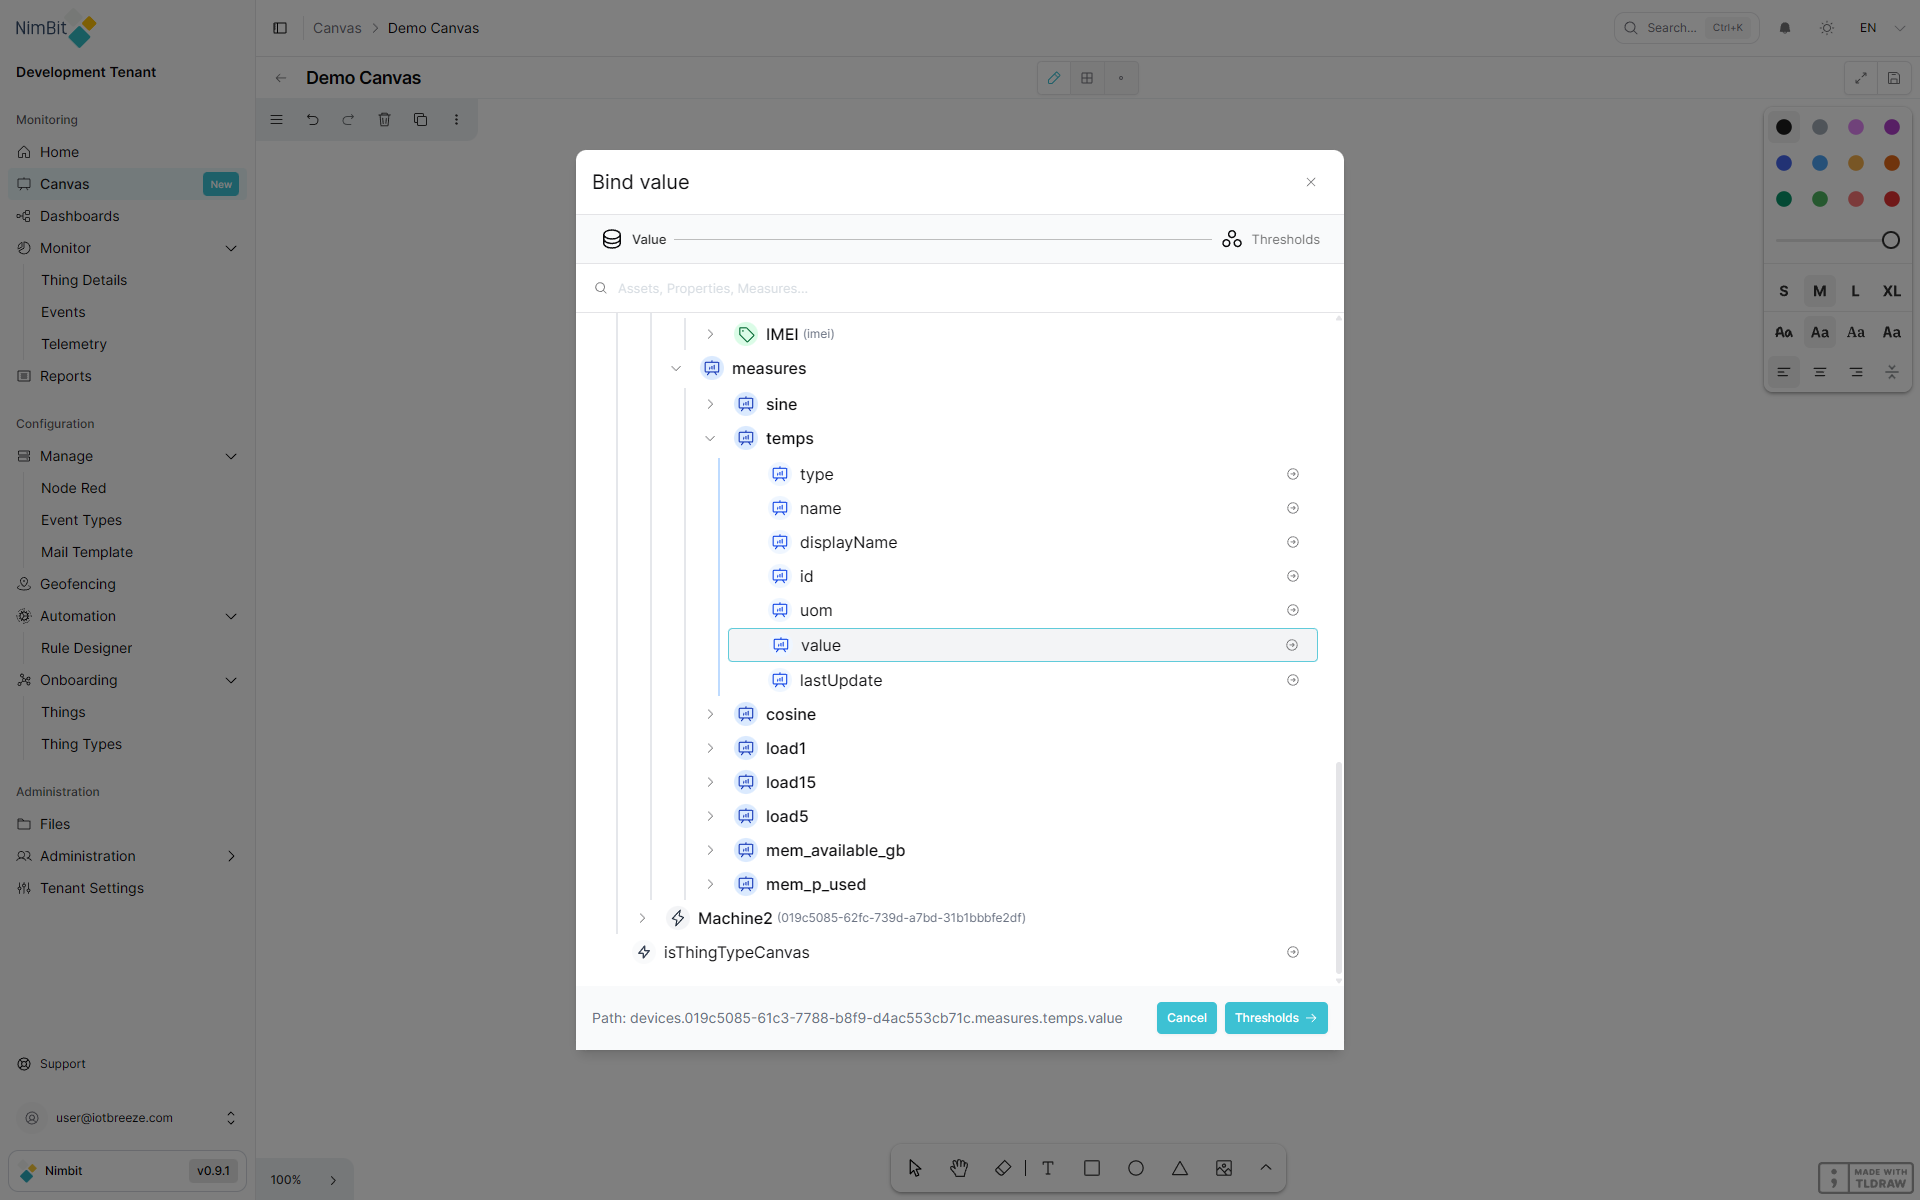 NimBit
Development Tenant
Monitoring
Home
Canvas
New
Dashboards
Monitor
Thing Details
Events
Telemetry
Reports
Configuration
Manage
Node Red
Event Types
Mail Template
Geofencing
Automation
Rule Designer
Onboarding
Things
Thing Types
Administration
Files
Administration
Tenant Settings
Support
user@iotbreeze.com
Nimbit
v0.9.1
Canvas
Demo Canvas
Search...
Ctrl+K
EN
Demo Canvas
S
M
L
XL
Aa
Aa
Aa
Aa
Bind value
Value
Thresholds
Assets, Properties, Measures...
IMEI (imei)
measures
sine
temps
type
name
displayName
id
uom
value
lastUpdate
cosine
load1
load15
load5
mem_available_gb
mem_p_used
Machine2 (019c5085-62fc-739d-a7bd-31b1bbbfe2df)
isThingTypeCanvas
Path: devices.019c5085-61c3-7788-b8f9-d4ac553cb71c.measures.temps.value
Cancel
Thresholds
100%
MADE WITH
TLDRAW